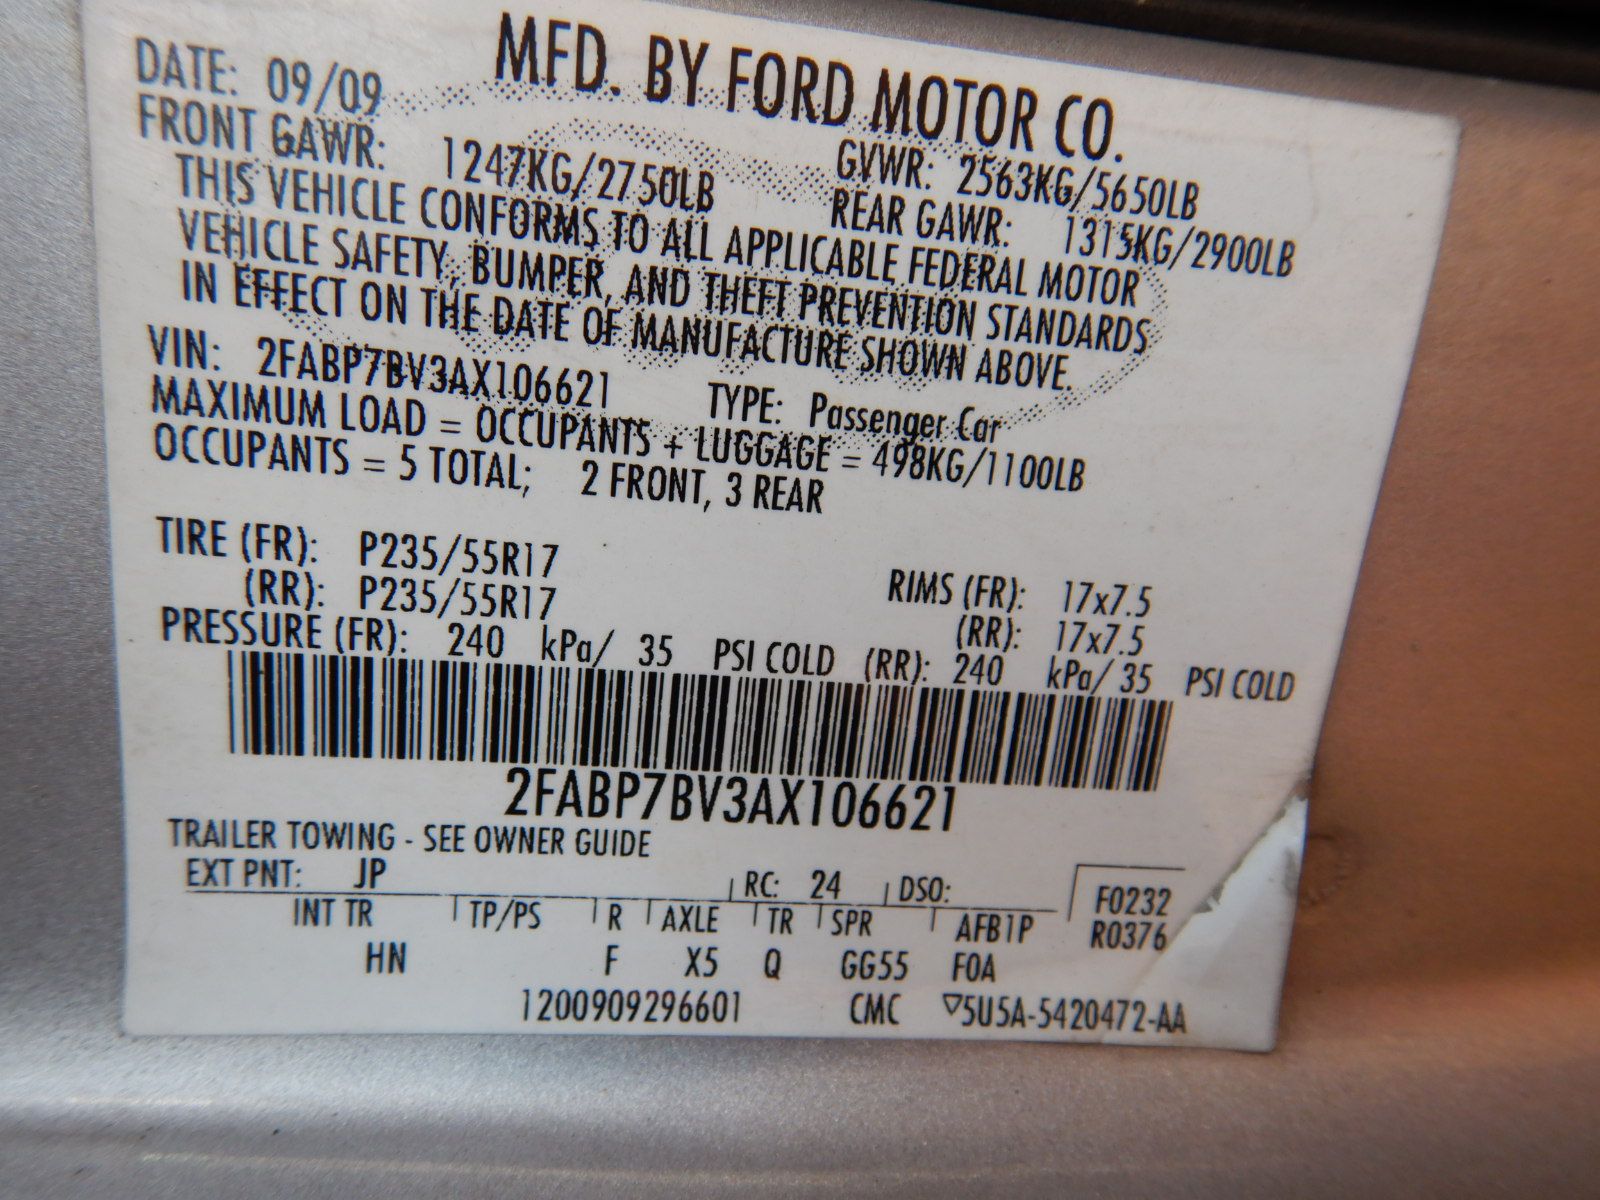 MFD. BY FORD MOTOR CO.
DATE: 09/09 GVWR: 2563KG/5650LB
FRONT GAWR: 1247KG/2750LB REAR GAWR: 1315KG/2900LB
THIS VEHICLE CONFORMS TO ALL APPLICABLE FEDERAL MOTOR
VEHICLE SAFETY, BUMPER, AND THEFT PREVENTION STANDARDS
IN EFFECT ON THE DATE OF MANUFACTURE SHOWN ABOVE.
VIN: 2FABP7BV3AX106621 TYPE: Passenger Car
MAXIMUM LOAD = OCCUPANTS + LUGGAGE = 498KG/1100LB
OCCUPANTS = 5 TOTAL; 2 FRONT, 3 REAR
TIRE (FR): P235/55R17 RIMS (FR): 17x7.5
(RR): P235/55R17 (RR): 17x7.5
PRESSURE (FR): 240 kPa/ 35 PSI COLD (RR): 240 kPa/ 35 PSI COLD
2FABP7BV3AX106621
TRAILER TOWING - SEE OWNER GUIDE
EXT PNT: JP RC: 24 DSO: F0232
INT TR TP/PS R AXLE TR SPR AFB1P R0376
HN F X5 Q GG55 F0A
1200909296601 CMC ▽5U5A-5420472-AA